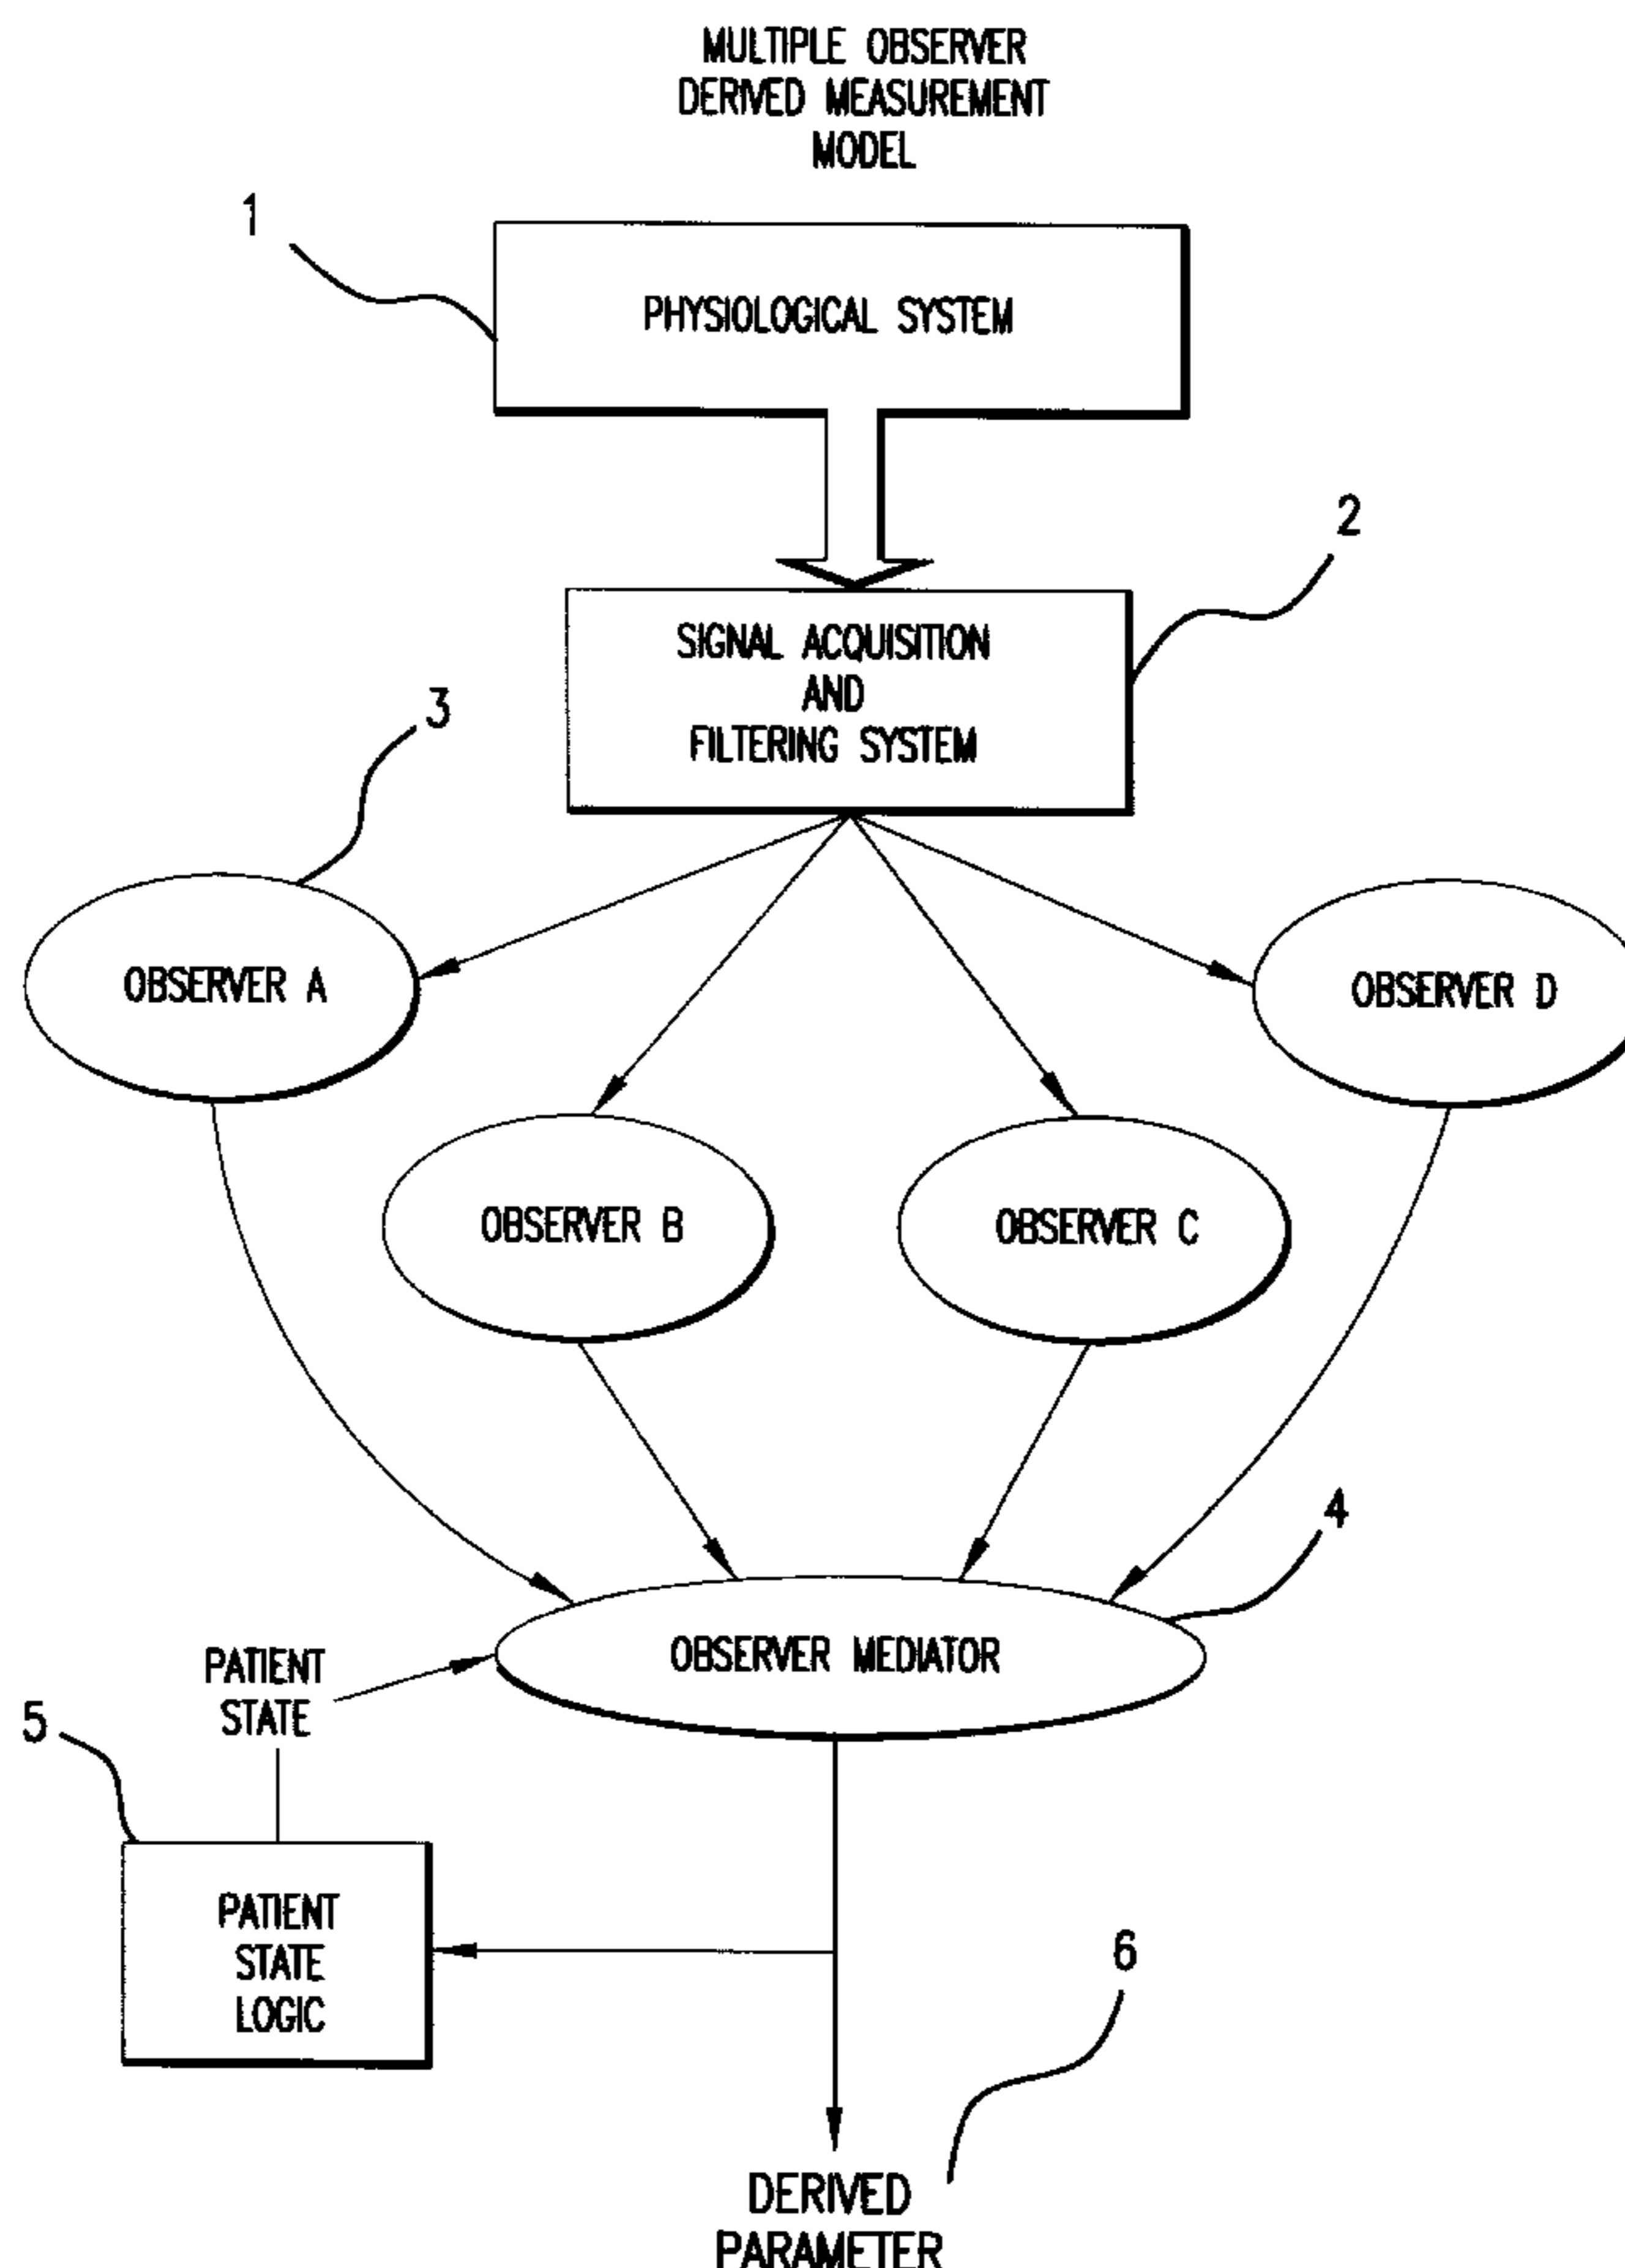 MULTIPLE OBSERVER
DERIVED MEASUREMENT
MODEL
1
PHYSIOLOGICAL SYSTEM
2
SIGNAL ACQUISITION
AND
FILTERING SYSTEM
3
OBSERVER A
OBSERVER D
OBSERVER B
OBSERVER C
4
OBSERVER MEDIATOR
PATIENT
STATE
5
PATIENT
STATE
LOGIC
6
DERIVED
PARAMETER